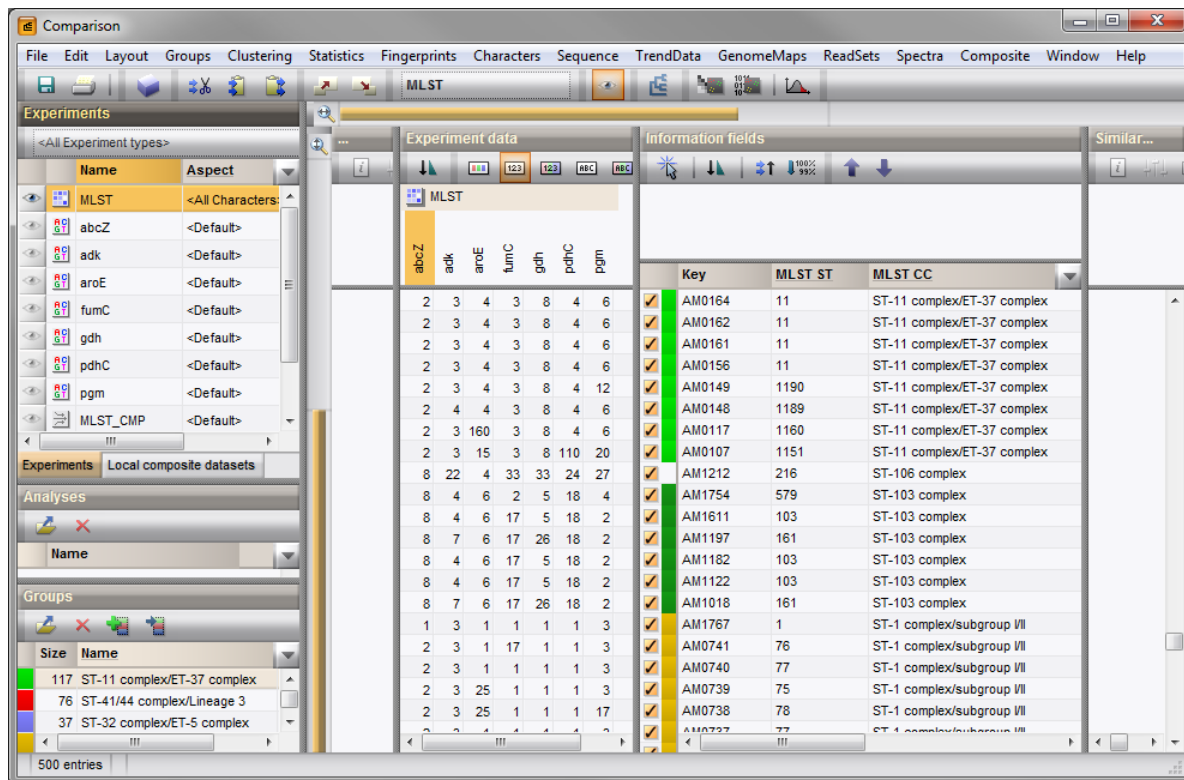 Comparison
File Edit Layout Groups Clustering Statistics Fingerprints Characters Sequence TrendData GenomeMaps ReadSets Spectra Composite Window Help
MLST
Experiments
<All Experiment types>
Name Aspect
MLST <All Characters>
abcZ <Default>
adk <Default>
aroE <Default>
fumC <Default>
gdh <Default>
pdhC <Default>
pgm <Default>
MLST_CMP <Default>
Experiments Local composite datasets
Analyses
Name
Groups
Size Name
117 ST-11 complex/ET-37 complex
76 ST-41/44 complex/Lineage 3
37 ST-32 complex/ET-5 complex
500 entries
...
Experiment data
123 123 ABC ABC
MLST
abcZ adk aroE fumC gdh pdhC pgm
Information fields
100% 99%
Key MLST ST MLST CC
Similar...
2 3 4 3 8 4 6 AM0164 11 ST-11 complex/ET-37 complex
2 3 4 3 8 4 6 AM0162 11 ST-11 complex/ET-37 complex
2 3 4 3 8 4 6 AM0161 11 ST-11 complex/ET-37 complex
2 3 4 3 8 4 6 AM0156 11 ST-11 complex/ET-37 complex
2 3 4 3 8 4 12 AM0149 1190 ST-11 complex/ET-37 complex
2 4 4 3 8 4 6 AM0148 1189 ST-11 complex/ET-37 complex
2 3 160 3 8 4 6 AM0117 1160 ST-11 complex/ET-37 complex
2 3 15 3 8 110 20 AM0107 1151 ST-11 complex/ET-37 complex
8 22 4 33 33 24 27 AM1212 216 ST-106 complex
8 4 6 2 5 18 4 AM1754 579 ST-103 complex
8 4 6 17 5 18 2 AM1611 103 ST-103 complex
8 7 6 17 26 18 2 AM1197 161 ST-103 complex
8 4 6 17 5 18 2 AM1182 103 ST-103 complex
8 4 6 17 5 18 2 AM1122 103 ST-103 complex
8 7 6 17 26 18 2 AM1018 161 ST-103 complex
1 3 1 1 1 1 3 AM1767 1 ST-1 complex/subgroup I/II
2 3 1 17 1 1 3 AM0741 76 ST-1 complex/subgroup I/II
2 3 1 1 1 1 3 AM0740 77 ST-1 complex/subgroup I/II
2 3 25 1 1 1 3 AM0739 75 ST-1 complex/subgroup I/II
2 3 25 1 1 1 17 AM0738 78 ST-1 complex/subgroup I/II
AM0737 77 ST-1 complex/subgroup I/II